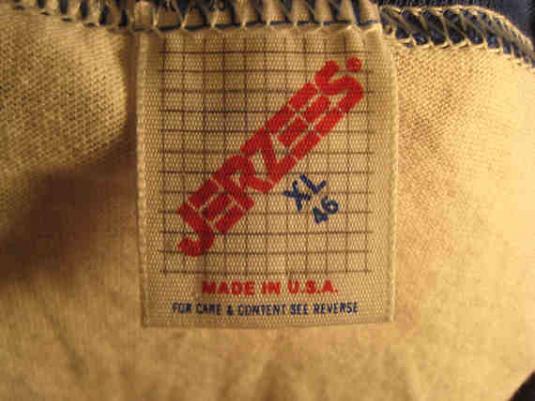 JERZEES®
XL
46
MADE IN U.S.A.
FOR CARE & CONTENT SEE REVERSE